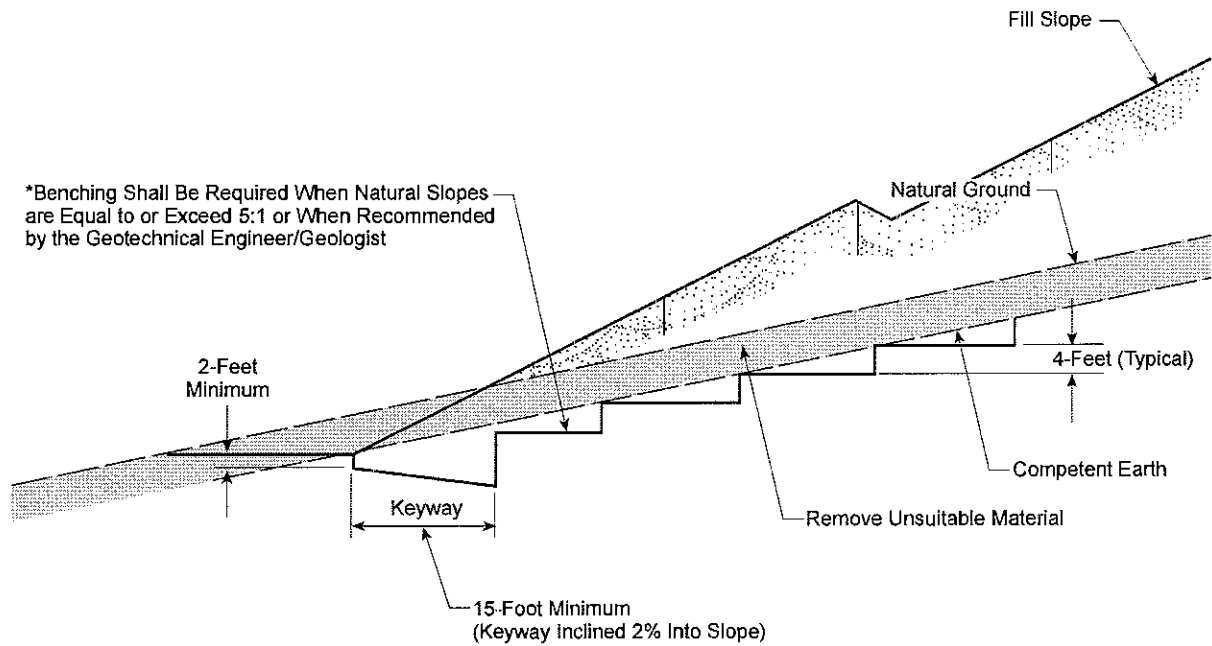 Fill Slope
*Benching Shall Be Required When Natural Slopes
are Equal to or Exceed 5:1 or When Recommended
by the Geotechnical Engineer/Geologist
Natural Ground
2-Feet
Minimum
4-Feet (Typical)
Competent Earth
Keyway
Remove Unsuitable Material
15-Foot Minimum
(Keyway Inclined 2% Into Slope)